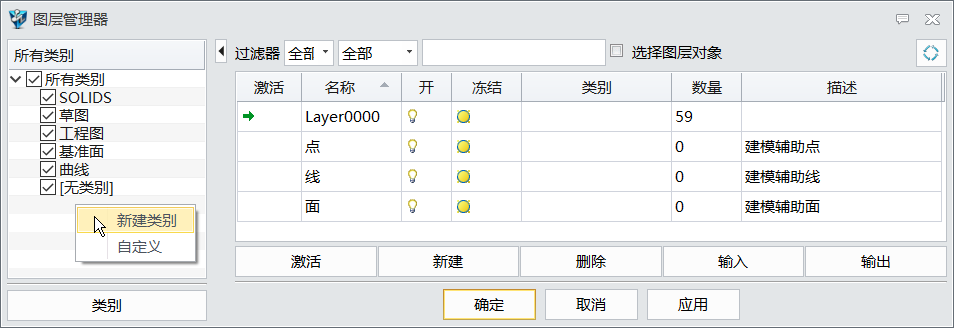 图层管理器
所有类别
所有类别
SOLIDS
草图
工程图
基准面
曲线
[无类别]
新建类别
自定义
类别
过滤器 全部 全部 选择图层对象
激活 名称 开 冻结 类别 数量 描述
Layer0000 59
点 0 建模辅助点
线 0 建模辅助线
面 0 建模辅助面
激活 新建 删除 输入 输出
确定 取消 应用